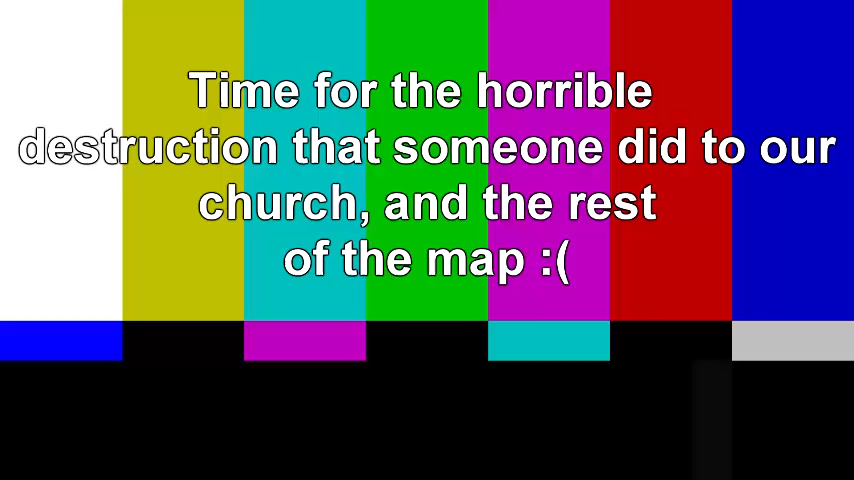 Time for the horrible
destruction that someone did to our
church, and the rest
of the map :(